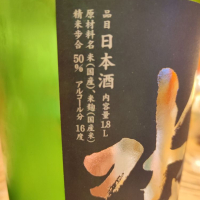 品目 日本酒 内容量1.8L
原材料名 米(国産)、米麹(国産米)
精米歩合 50% アルコール分 16度